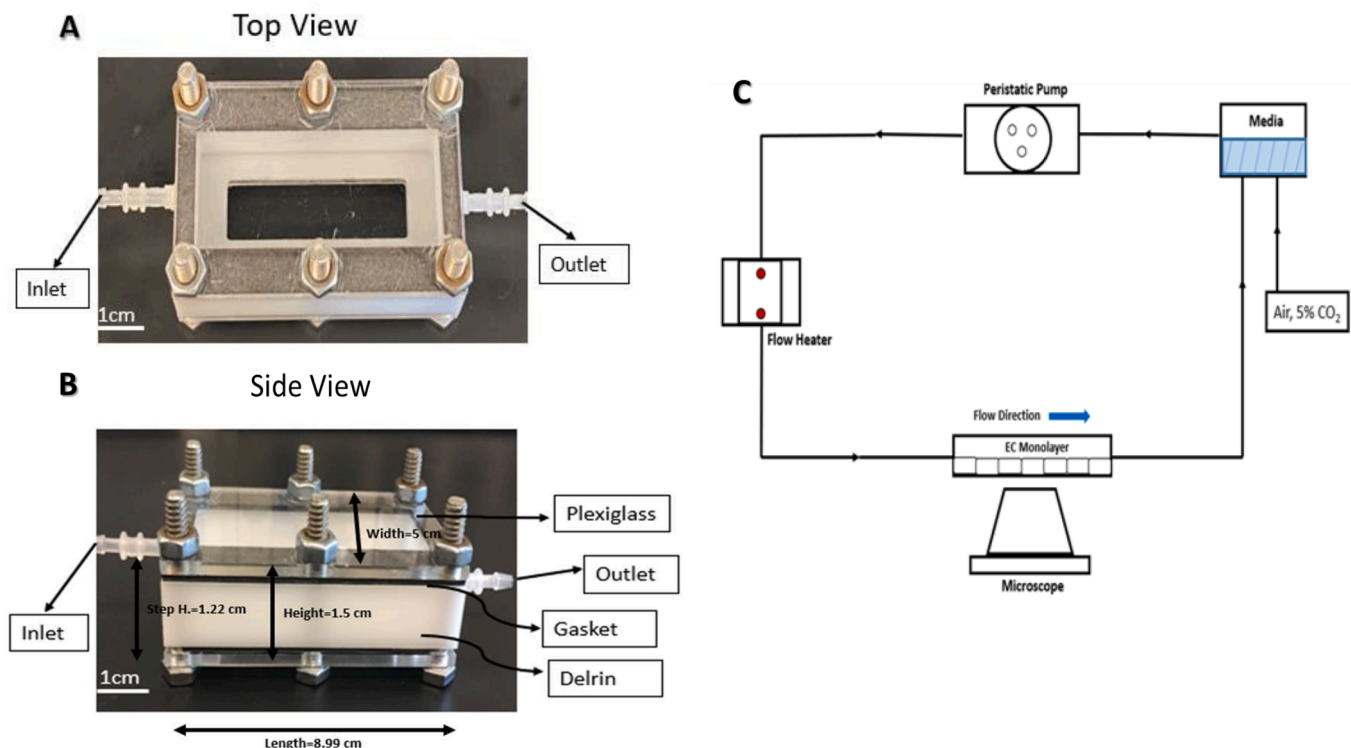 A
Top View
Inlet
Outlet
1cm
B
Side View
Width=5 cm
Plexiglass
Outlet
Step H.=1.22 cm
Height=1.5 cm
Inlet
Gasket
Delrin
1cm
Length=8.99 cm
C
Peristatic Pump
Media
Flow Heater
Air, 5% CO₂
Flow Direction
EC Monolayer
Microscope